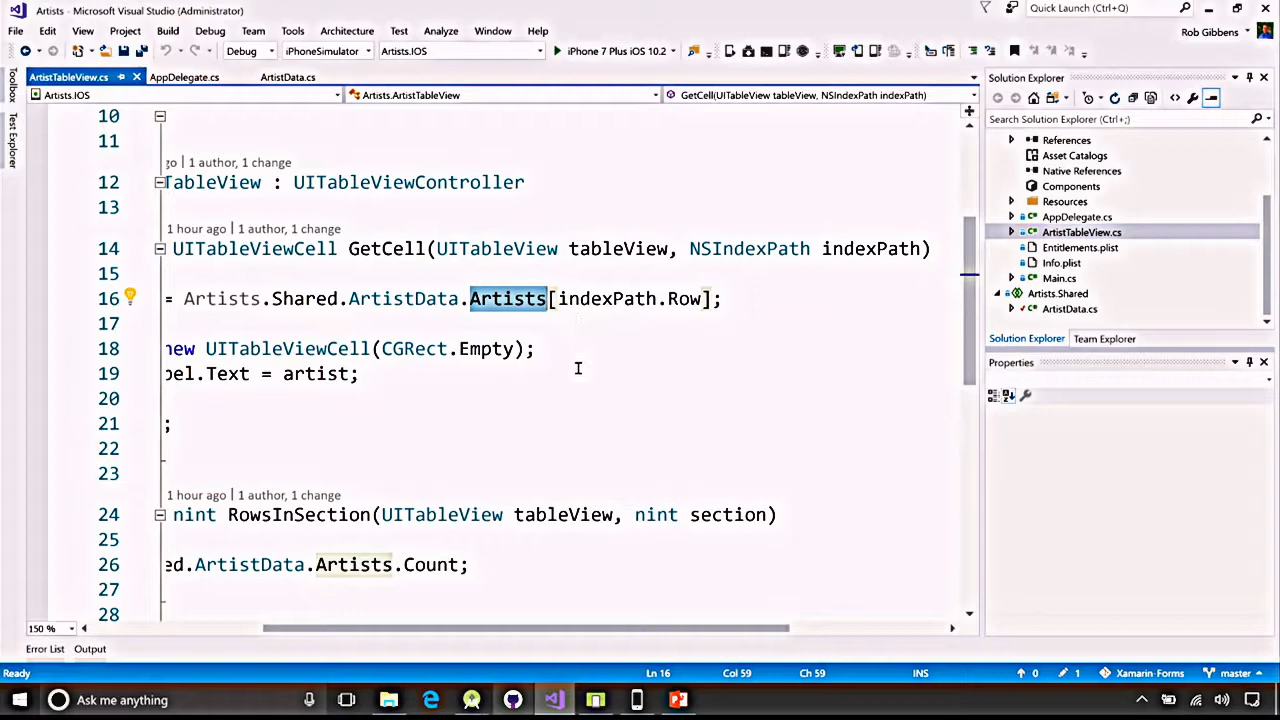 Artists - Microsoft Visual Studio (Administrator)
Quick Launch (Ctrl+;)
File Edit View Project Build Debug Team Tools Architecture Test Analyze Window Help
Rob Gibbens
Debug iPhoneSimulator Artists.IOS iPhone 7 Plus iOS 10.2
Toolbox
Test Explorer
ArtistTableView.cs AppDelegate.cs ArtistData.cs
Artists.IOS Artists.ArtistTableView GetCell(UITableView tableView, NSIndexPath indexPath)
10
11
go | 1 author, 1 change
12 TableView : UITableViewController
13
1 hour ago | 1 author, 1 change
14 UITableViewCell GetCell(UITableView tableView, NSIndexPath indexPath)
15
16 = Artists.Shared.ArtistData.Artists[indexPath.Row];
17
18 new UITableViewCell(CGRect.Empty);
19 bel.Text = artist;
20
21 ;
22
23
1 hour ago | 1 author, 1 change
24 nint RowsInSection(UITableView tableView, nint section)
25
26 ed.ArtistData.Artists.Count;
27
28
150 %
Solution Explorer
Search Solution Explorer (Ctrl+;)
References
Asset Catalogs
Native References
Components
Resources
AppDelegate.cs
ArtistTableView.cs
Entitlements.plist
Info.plist
Main.cs
Artists.Shared
ArtistData.cs
Solution Explorer Team Explorer
Properties
Error List Output
Ready Ln 16 Col 59 Ch 59 INS 0 1 Xamarin-Forms master
Ask me anything